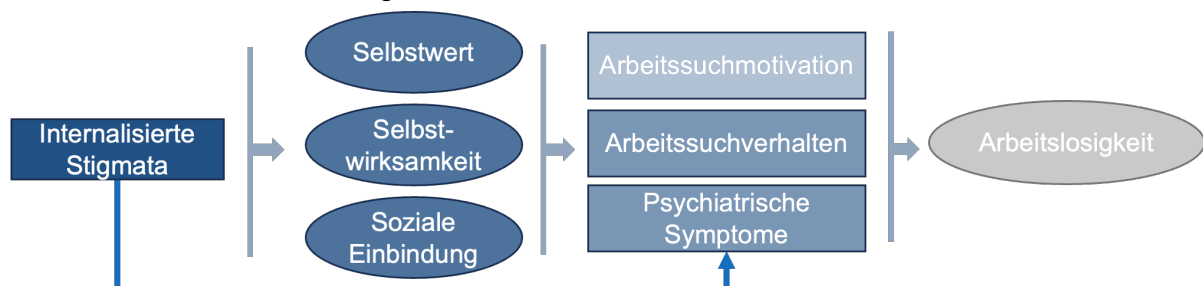 Internalisierte
Stigmata
Selbstwert
Selbst-
wirksamkeit
Soziale
Einbindung
Arbeitssuchmotivation
Arbeitssuchverhalten
Psychiatrische
Symptome
Arbeitslosigkeit